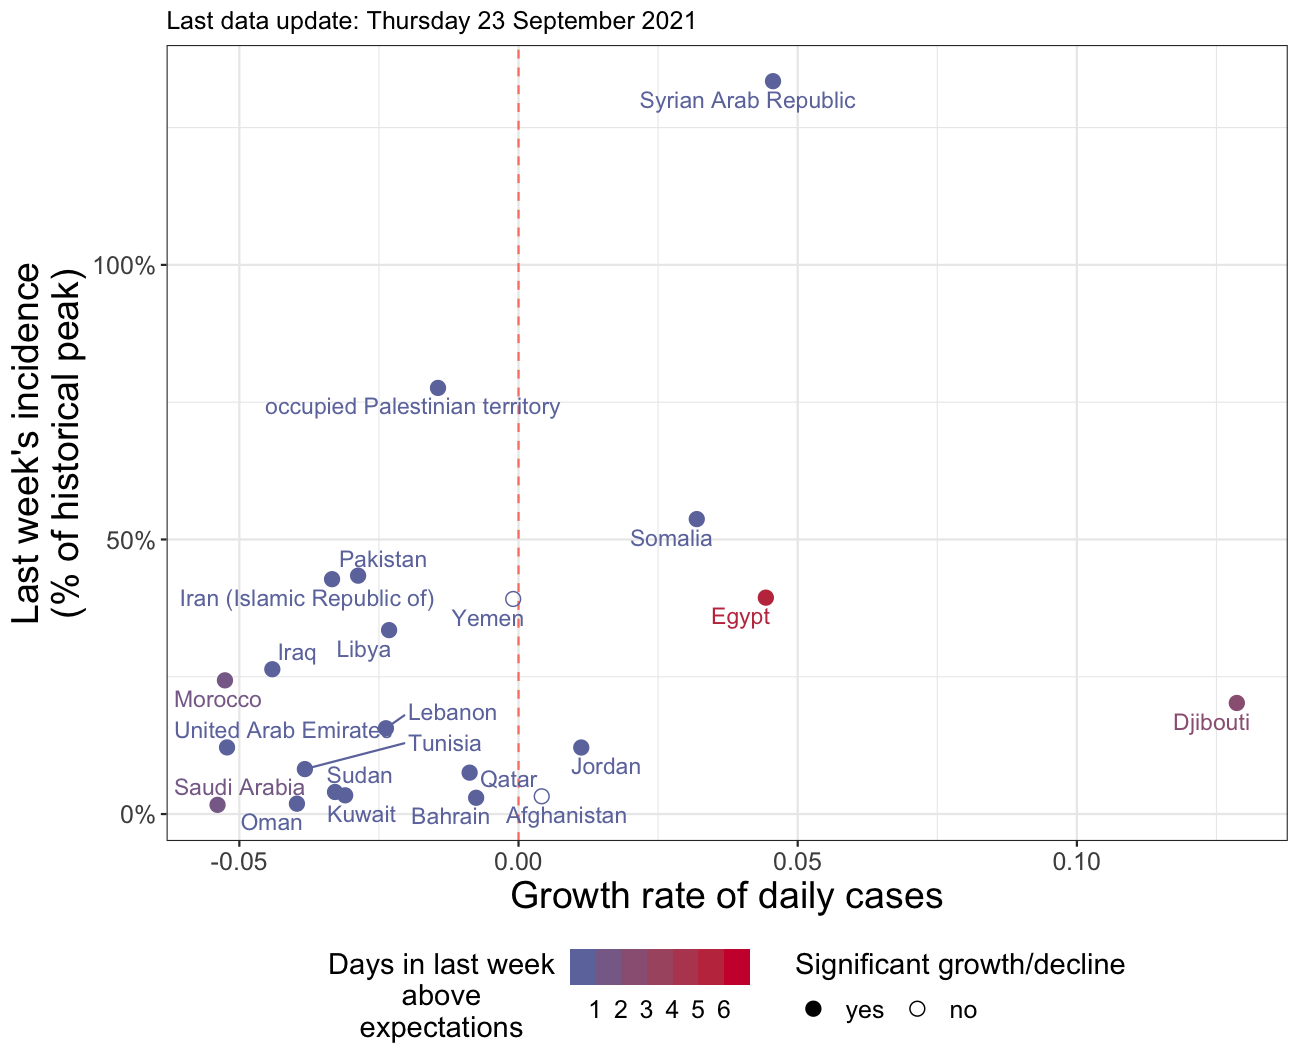 Last data update: Thursday 23 September 2021
Last week's incidence
(% of historical peak)
100%
50%
0%
Syrian Arab Republic
occupied Palestinian territory
Somalia
Pakistan
Iran (Islamic Republic of)
Yemen
Egypt
Libya
Iraq
Morocco
Lebanon
Djibouti
United Arab Emirates
Tunisia
Jordan
Sudan
Qatar
Saudi Arabia
Kuwait
Bahrain
Afghanistan
Oman
-0.05
0.00
0.05
0.10
Growth rate of daily cases
Days in last week
above
expectations
1 2 3 4 5 6
Significant growth/decline
yes
no